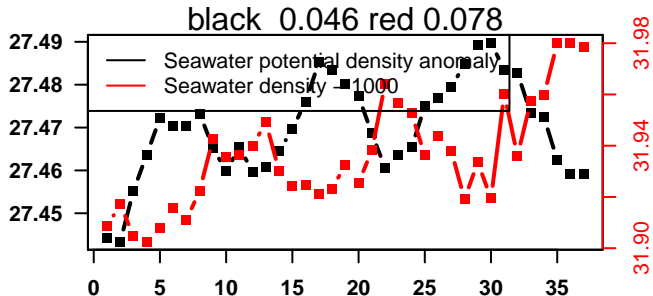 black 0.046 red 0.078
Seawater potential density anomaly
Seawater density - 1000
27.49
27.48
27.47
27.46
27.45
31.98
31.94
31.90
0 5 10 15 20 25 30 35